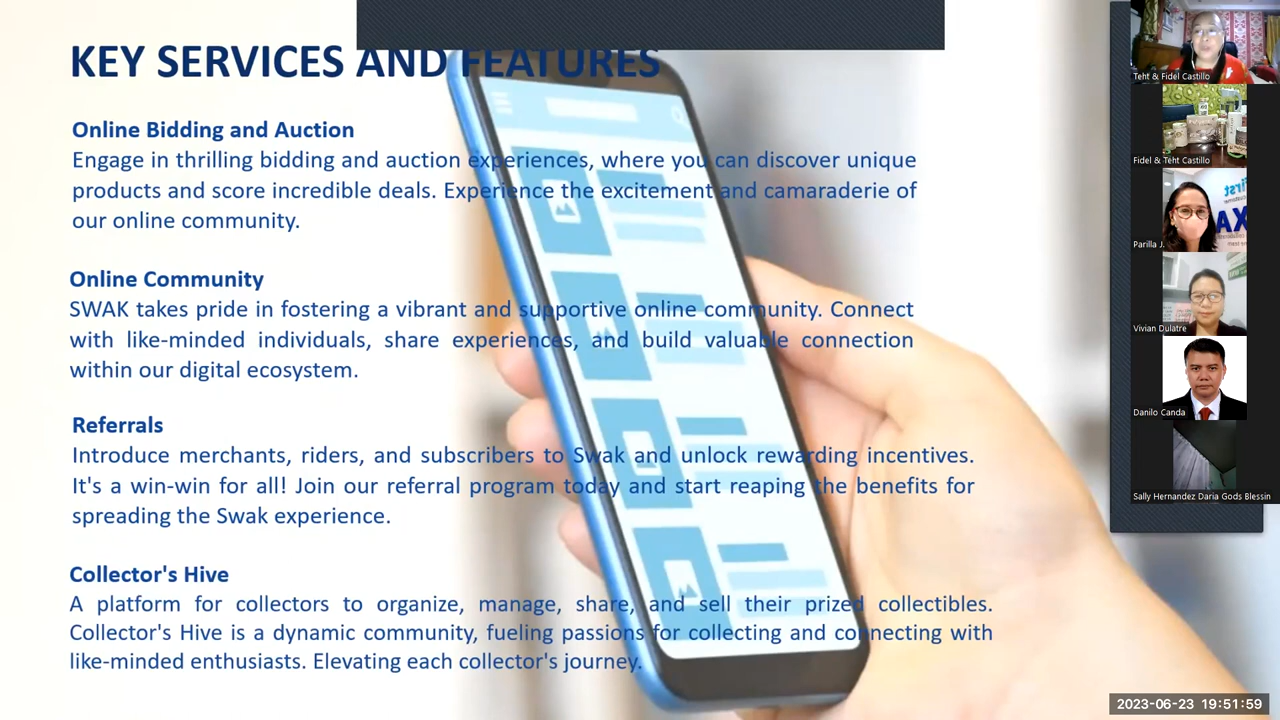 KEY SERVICES AND FEATURES
Online Bidding and Auction
Engage in thrilling bidding and auction experiences, where you can discover unique
products and score incredible deals. Experience the excitement and camaraderie of
our online community.
Online Community
SWAK takes pride in fostering a vibrant and supportive online community. Connect
with like-minded individuals, share experiences, and build valuable connection
within our digital ecosystem.
Referrals
Introduce merchants, riders, and subscribers to Swak and unlock rewarding incentives.
It's a win-win for all! Join our referral program today and start reaping the benefits for
spreading the Swak experience.
Collector's Hive
A platform for collectors to organize, manage, share, and sell their prized collectibles.
Collector's Hive is a dynamic community, fueling passions for collecting and connecting with
like-minded enthusiasts. Elevating each collector's journey.
Teht & Fidel Castillo
Fidel & Teht Castillo
Parilla J.
Vivian Dulatre
Danilo Canda
Sally Hernandez Daria Gods Blessin
2023-06-23 19:51:59